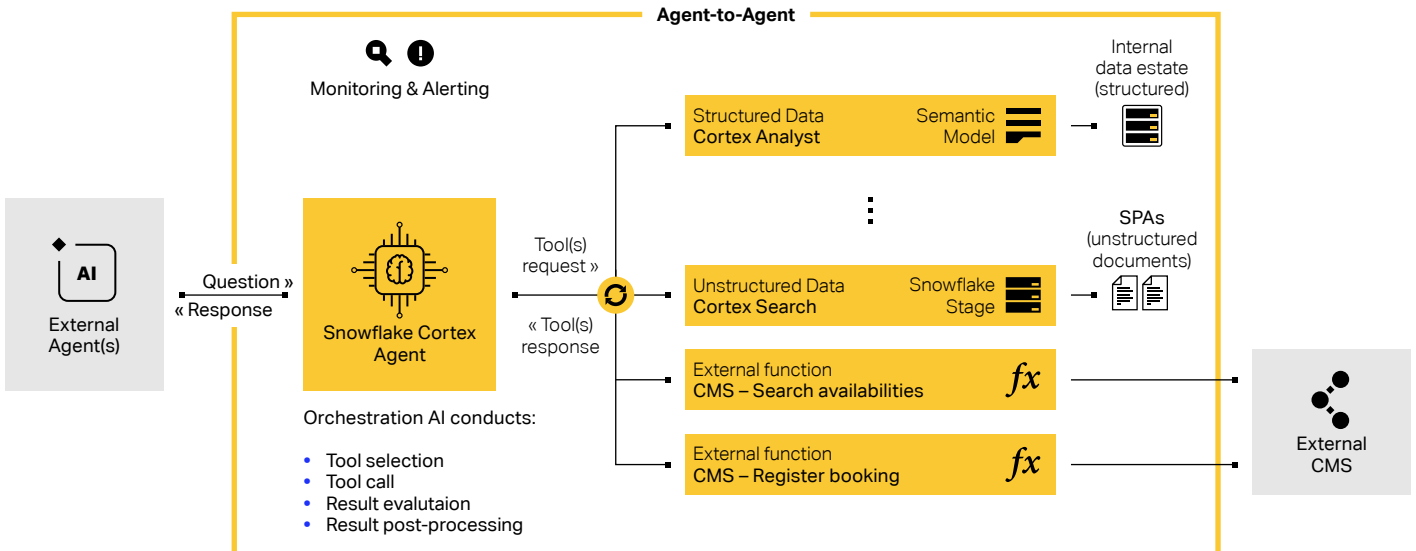 Agent-to-Agent
Monitoring & Alerting
AI
External
Agent(s)
Question »
« Response
Snowflake Cortex
Agent
Orchestration AI conducts:
• Tool selection
• Tool call
• Result evalutaion
• Result post-processing
Tool(s)
request »
« Tool(s)
response
Structured Data
Cortex Analyst
Semantic
Model
Internal
data estate
(structured)
Unstructured Data
Cortex Search
Snowflake
Stage
SPAs
(unstructured
documents)
External function
CMS – Search availabilities
fx
External function
CMS – Register booking
fx
External
CMS